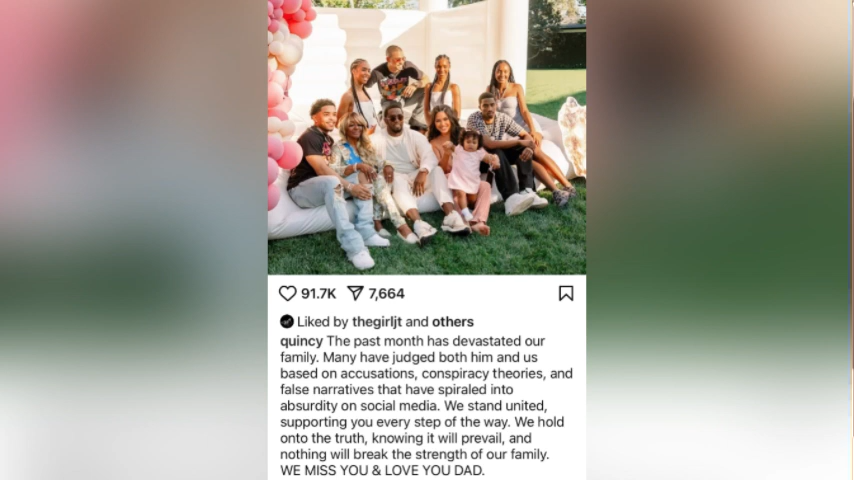 91.7K 7,664
Liked by thegirljt and others
quincy The past month has devastated our
family. Many have judged both him and us
based on accusations, conspiracy theories, and
false narratives that have spiraled into
absurdity on social media. We stand united,
supporting you every step of the way. We hold
onto the truth, knowing it will prevail, and
nothing will break the strength of our family.
WE MISS YOU & LOVE YOU DAD.